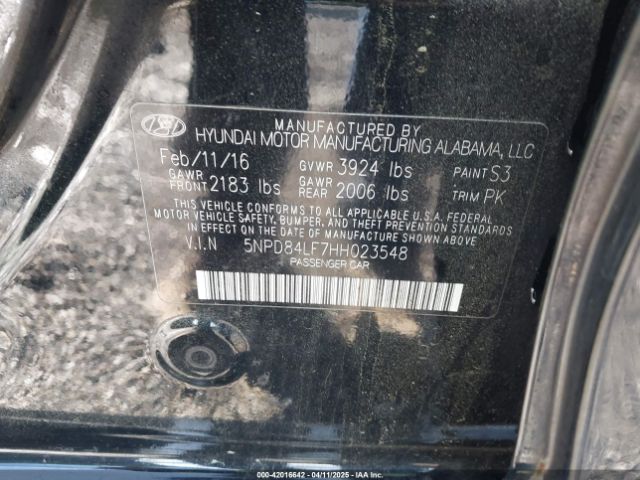 MANUFACTURED BY
HYUNDAI MOTOR MANUFACTURING ALABAMA, LLC
Feb/11/16 GVWR 3924 lbs PAINT S3
GAWR FRONT 2183 lbs GAWR REAR 2006 lbs TRIM PK
THIS VEHICLE CONFORMS TO ALL APPLICABLE U.S.A. FEDERAL
MOTOR VEHICLE SAFETY, BUMPER, AND THEFT PREVENTION STANDARDS
IN EFFECT ON THE DATE OF MANUFACTURE SHOWN ABOVE.
V.I.N 5NPD84LF7HH023548
PASSENGER CAR
000-42016642 - 04/11/2025 - IAAI.COM